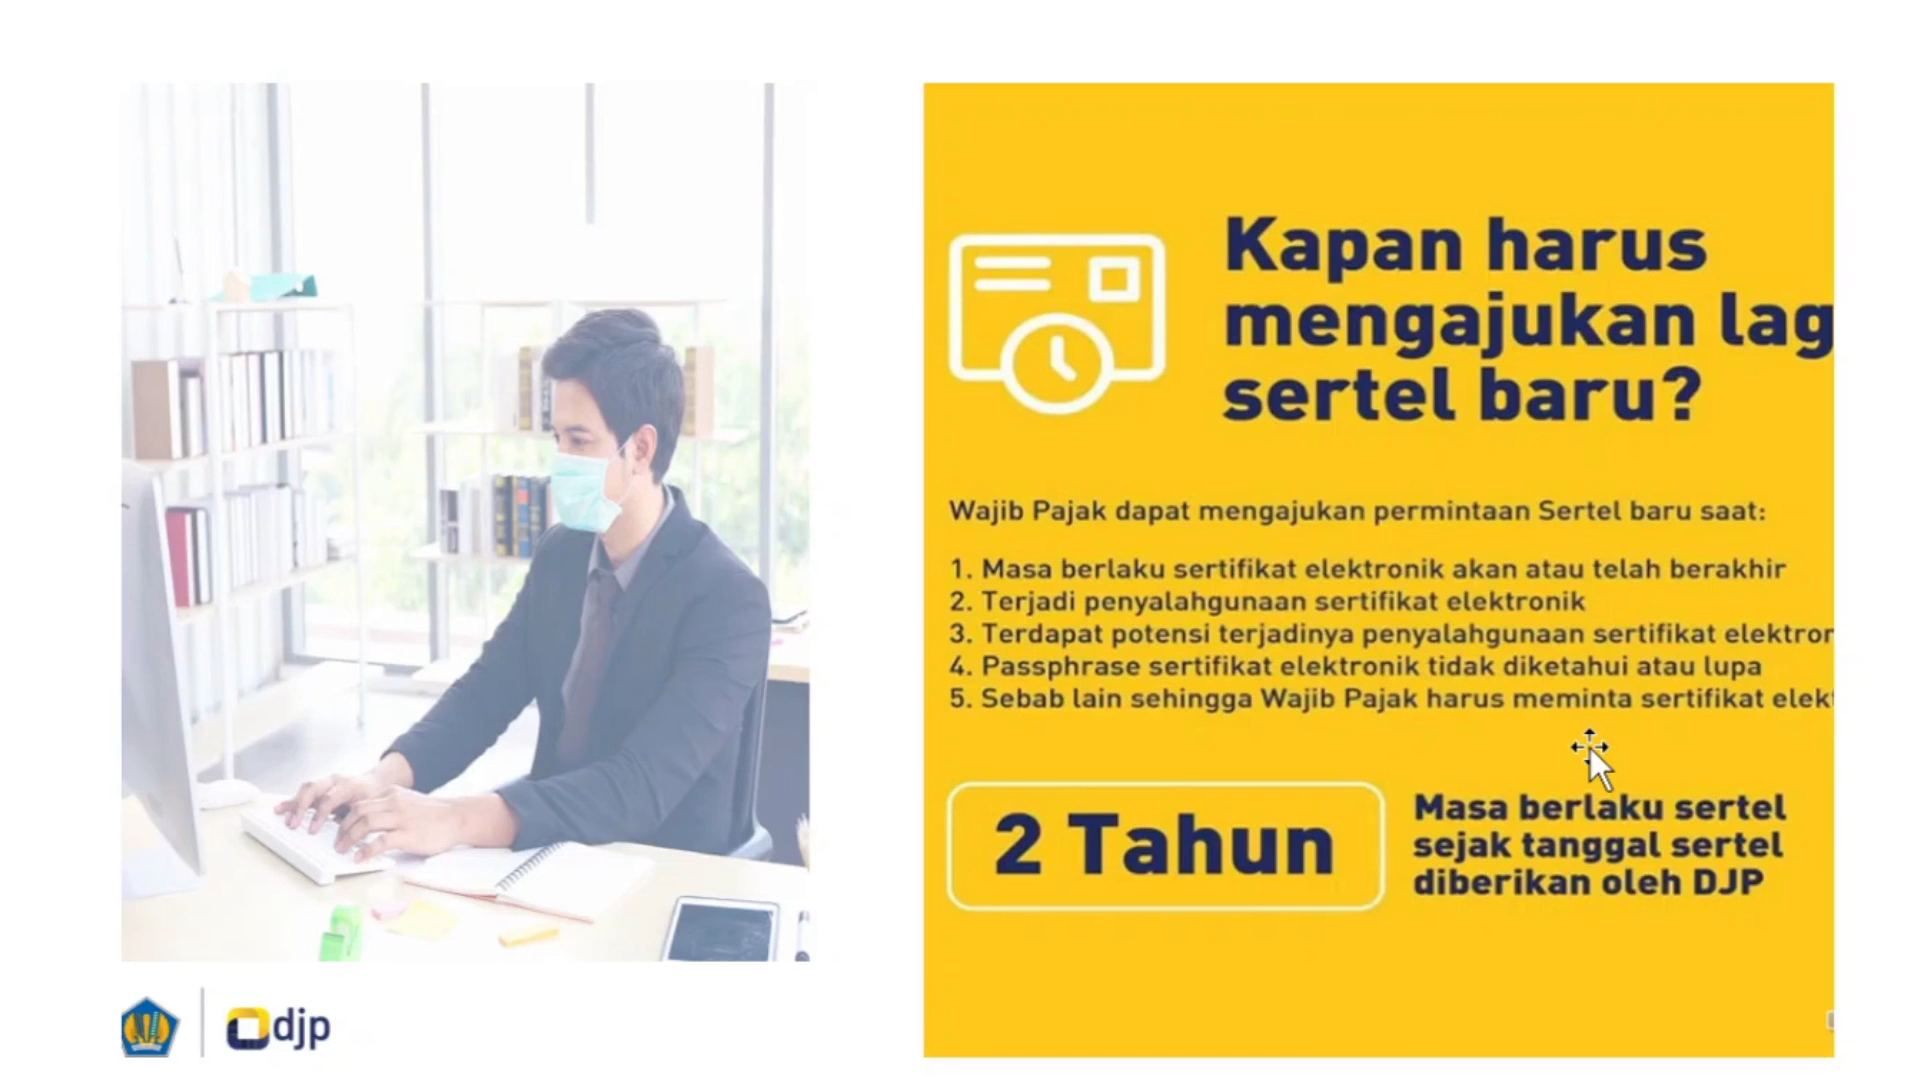 Kapan harus
mengajukan lag
sertel baru?
Wajib Pajak dapat mengajukan permintaan Sertel baru saat:
1. Masa berlaku sertifikat elektronik akan atau telah berakhir
2. Terjadi penyalahgunaan sertifikat elektronik
3. Terdapat potensi terjadinya penyalahgunaan sertifikat elektron
4. Passphrase sertifikat elektronik tidak diketahui atau lupa
5. Sebab lain sehingga Wajib Pajak harus meminta sertifikat elekt
2 Tahun
Masa berlaku sertel
sejak tanggal sertel
diberikan oleh DJP
djp